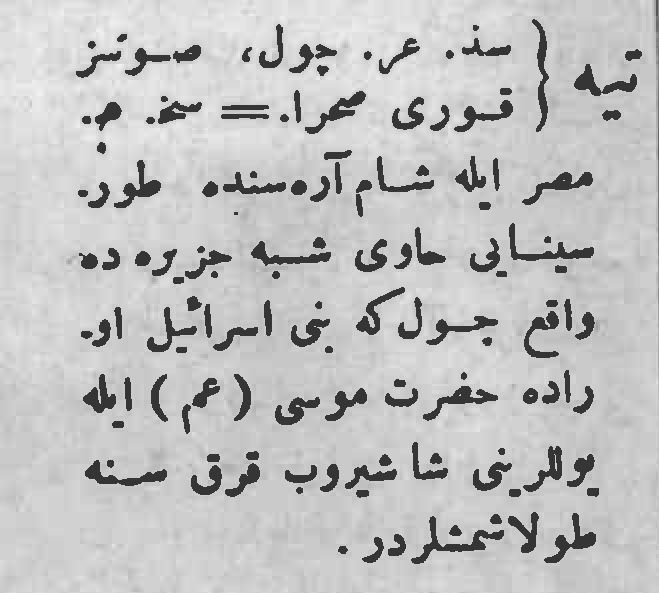 تیه { سذ. عر. چول، صوسز
قوری صحرا. = سخ. م.
مصر ایله شام آره‌سنده طور.
سینایی حاوی شبه جزیره ده
واقع چول که بنی اسرائیل او.
راده حضرت موسی (عم) ایله
یوللرینی شاشیروب قرق سنه
طولاشمشلردر.